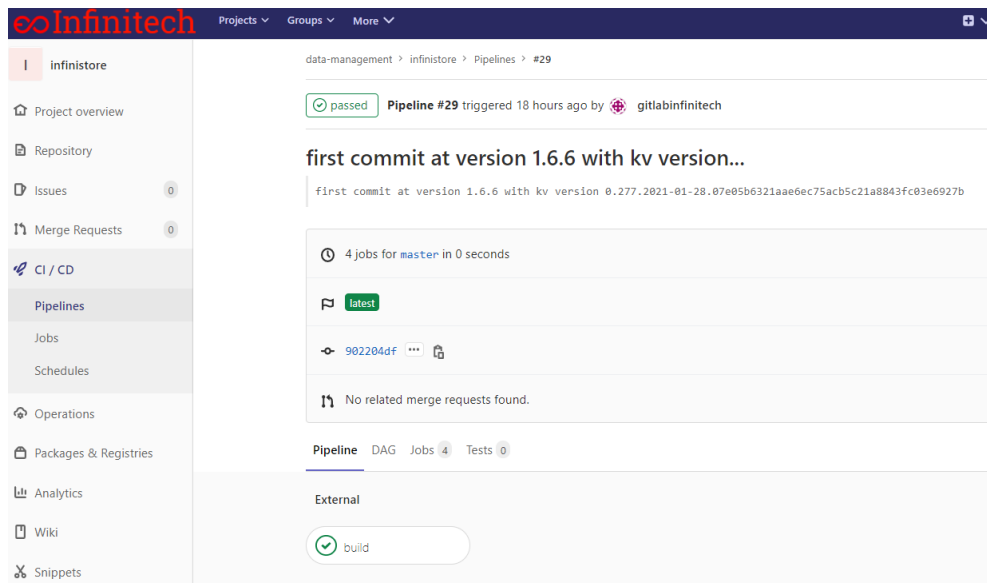 Infinitech
Projects Groups More
I infinistore
Project overview
Repository
Issues 0
Merge Requests 0
CI / CD
Pipelines
Jobs
Schedules
Operations
Packages & Registries
Analytics
Wiki
Snippets
data-management > infinistore > Pipelines > #29
passed Pipeline #29 triggered 18 hours ago by gitlabinfinitech
first commit at version 1.6.6 with kv version...
first commit at version 1.6.6 with kv version 0.277.2021-01-28.07e05b6321aae6ec75acb5c21a8843fc03e6927b
4 jobs for master in 0 seconds
latest
902204df ...
No related merge requests found.
Pipeline DAG Jobs 4 Tests 0
External
build